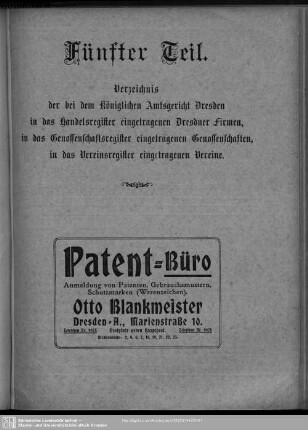 Fünfter Teil.
Verzeichnis
der bei dem Königlichen Amtsgericht Dresden
in das Handelsregister eingetragenen Dresdner Firmen,
in das Genossenschaftsregister eingetragenen Genossenschaften,
in das Vereinsregister eingetragenen Vereine.
Patent-Büro
Anmeldung von Patenten, Gebrauchsmustern,
Schutzmarken (Warenzeichen).
Otto Blankmeister
Dresden-A., Marienstraße 10.